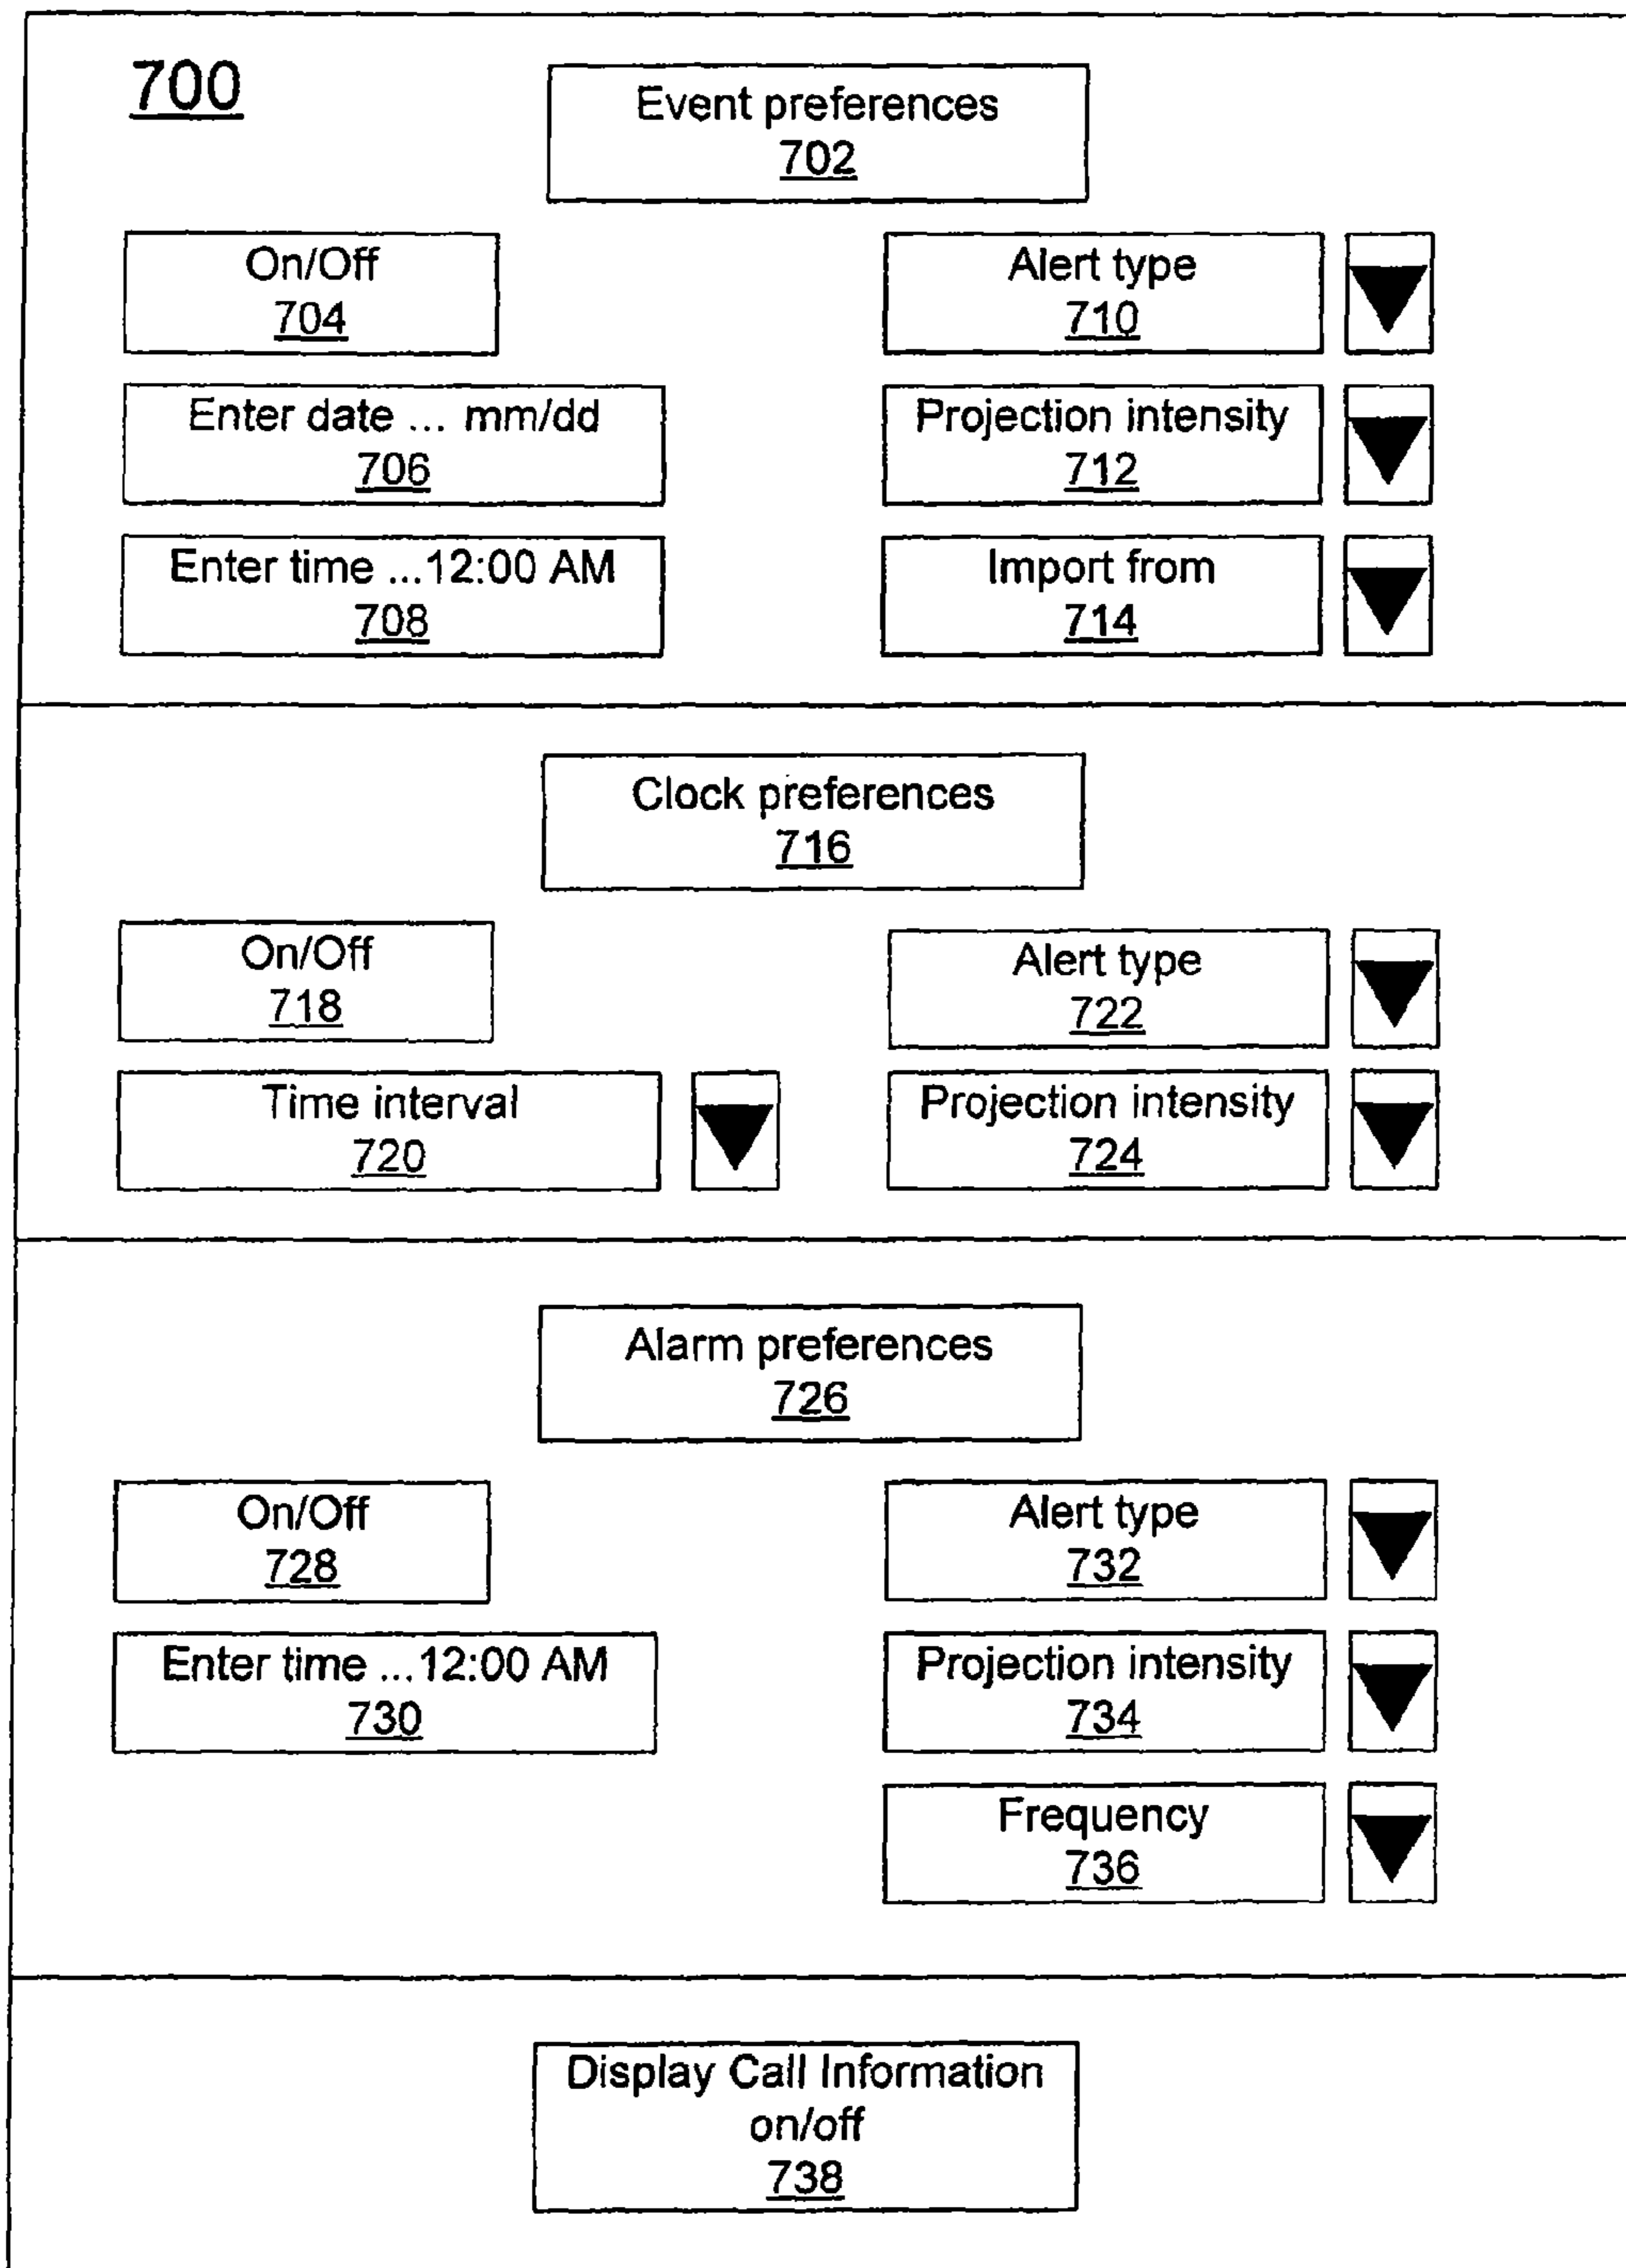 700
Event preferences
702
On/Off
704
Alert type
710
Enter date ... mm/dd
706
Projection intensity
712
Enter time ...12:00 AM
708
Import from
714
Clock preferences
716
On/Off
718
Alert type
722
Time interval
720
Projection intensity
724
Alarm preferences
726
On/Off
728
Alert type
732
Enter time ...12:00 AM
730
Projection intensity
734
Frequency
736
Display Call Information
on/off
738